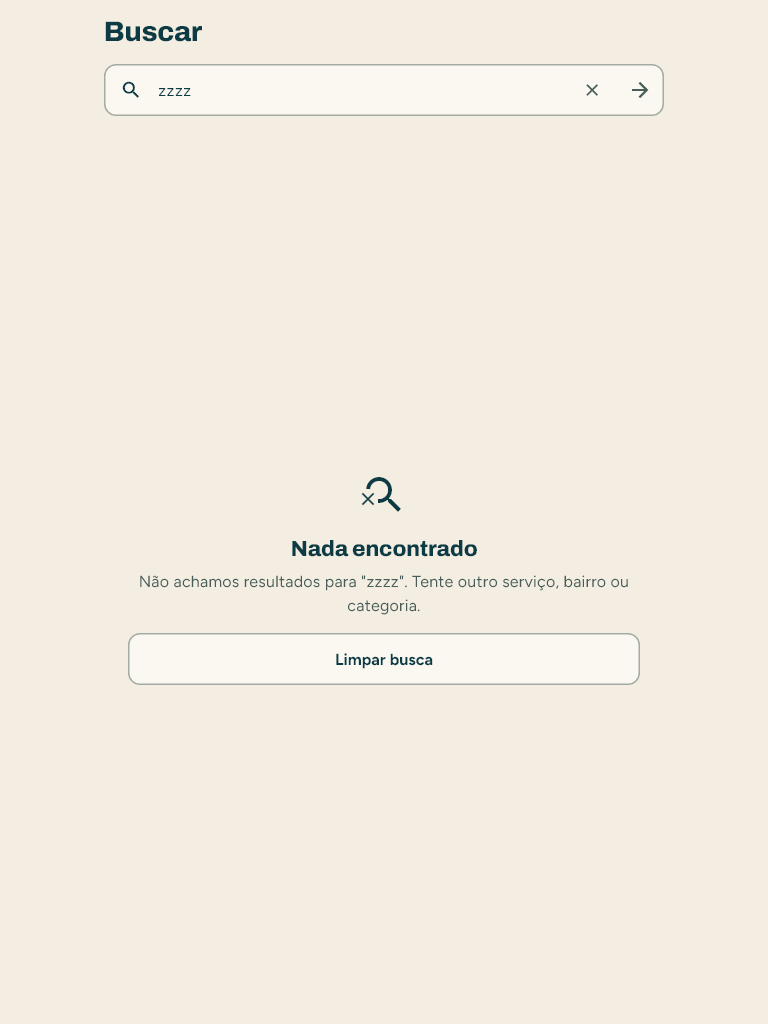 Buscar
zzzz
Nada encontrado
Não achamos resultados para "zzzz". Tente outro serviço, bairro ou
categoria.
Limpar busca